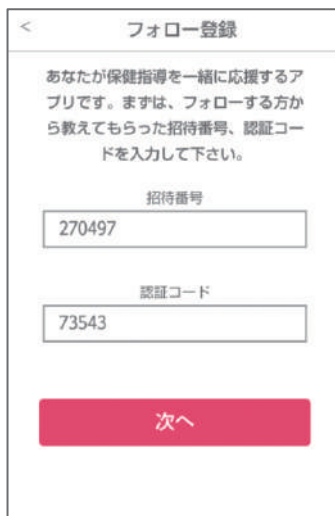 < フォロー登録
あなたが保健指導を一緒に応援するア
プリです。まずは、フォローする方か
ら教えてもらった招待番号、認証コー
ドを入力して下さい。
招待番号
270497
認証コード
73543
次へ